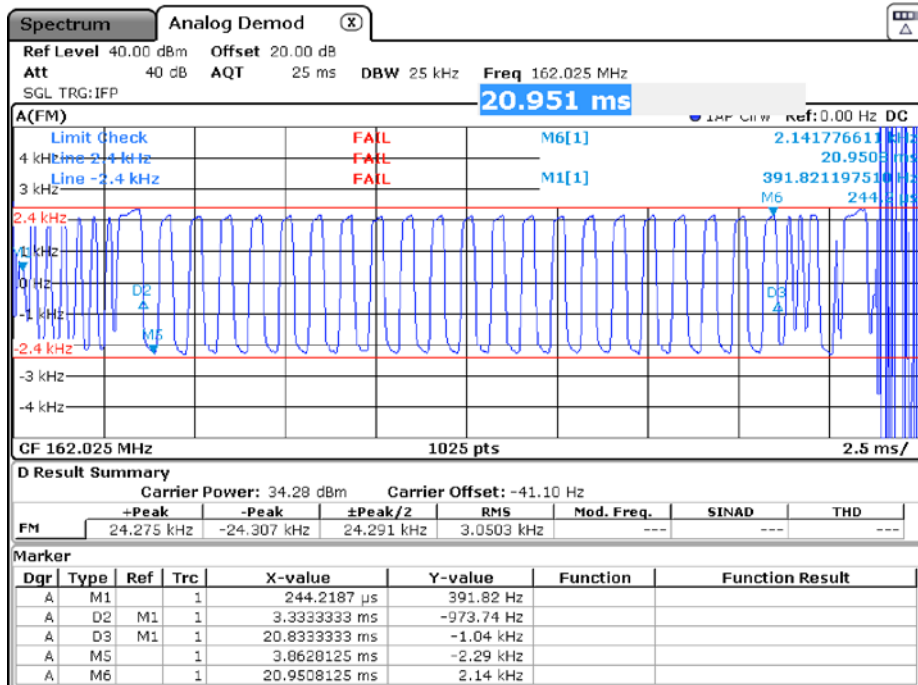 Spectrum Analog Demod X
Ref Level 40.00 dBm Offset 20.00 dB
Att 40 dB AQT 25 ms DBW 25 kHz Freq 162.025 MHz
SGL TRG:IFP
20.951 ms
A(FM) Ref:0.00 Hz DC
Limit Check FAIL M6[1] 2.141776611 kHz
4 kHz Line 2.4 kHz FAIL 20.9508 ms
Line -2.4 kHz FAIL M1[1] 391.821197510
3 kHz M6
2.4 kHz
1 kHz
0 Hz D2 D3
-1 kHz
M5
-2.4 kHz
-3 kHz
-4 kHz
CF 162.025 MHz 1025 pts 2.5 ms/
D Result Summary
Carrier Power: 34.28 dBm Carrier Offset: -41.10 Hz
+Peak -Peak ±Peak/2 RMS Mod. Freq. SINAD THD
FM 24.275 kHz -24.307 kHz 24.291 kHz 3.0503 kHz --- --- ---
Marker
Dgr Type Ref Trc X-value Y-value Function Function Result
A M1 1 244.2187 µs 391.82 Hz
A D2 M1 1 3.3333333 ms -973.74 Hz
A D3 M1 1 20.8333333 ms -1.04 kHz
A M5 1 3.8628125 ms -2.29 kHz
A M6 1 20.9508125 ms 2.14 kHz